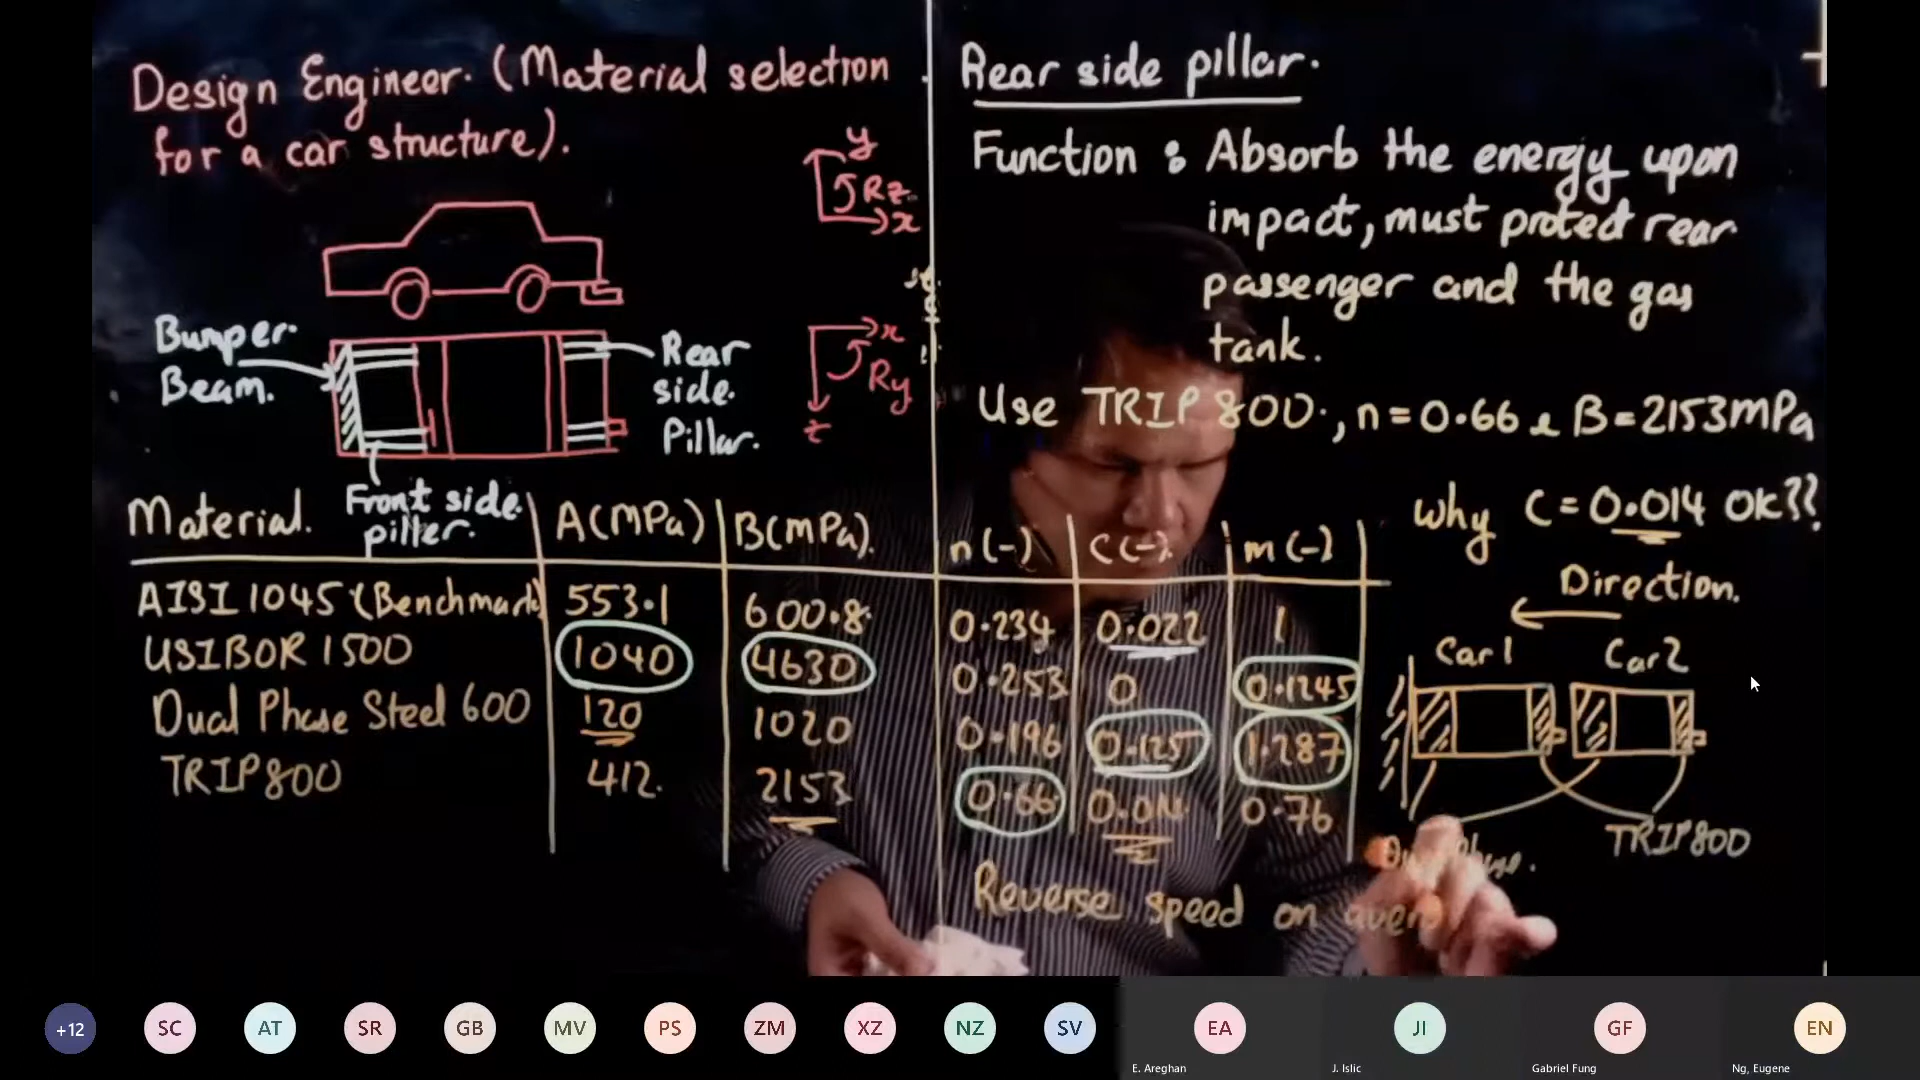 Design Engineer. (Material selection
for a car structure).
y
Rz
x
Bumper
Beam.
Rear
side
Pillar.
x
Ry
z
Front side
piller.
Material.
A(MPa)
B(MPa).
n(-)
C(-).
m(-)
AISI 1045 (Benchmark)
553.1
600.8
0.234
0.022
1
USIBOR 1500
1040
4630
0.253
0
0.1245
Dual Phase Steel 600
120
1020
0.196
0.125
1.287
TRIP800
412.
2153
0.66
0.014
0.76
Rear side pillar.
Function : Absorb the energy upon
impact, must protect rear
passenger and the gas
tank.
Use TRIP 800., n=0.66 & B=2153mPa
why C=0.014 OK??
Direction.
Car1
Car2
TRIP800
Reverse speed on
+12
SC
AT
SR
GB
MV
PS
ZM
XZ
NZ
SV
EA
JI
GF
EN
E. Areghan
J. Islic
Gabriel Fung
Ng, Eugene